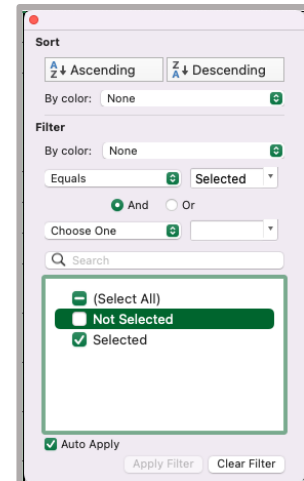 Sort
A Z ↓ Ascending Z A ↓ Descending
By color: None
Filter
By color: None
Equals Selected
And Or
Choose One
Search
(Select All)
Not Selected
Selected
Auto Apply
Apply Filter Clear Filter